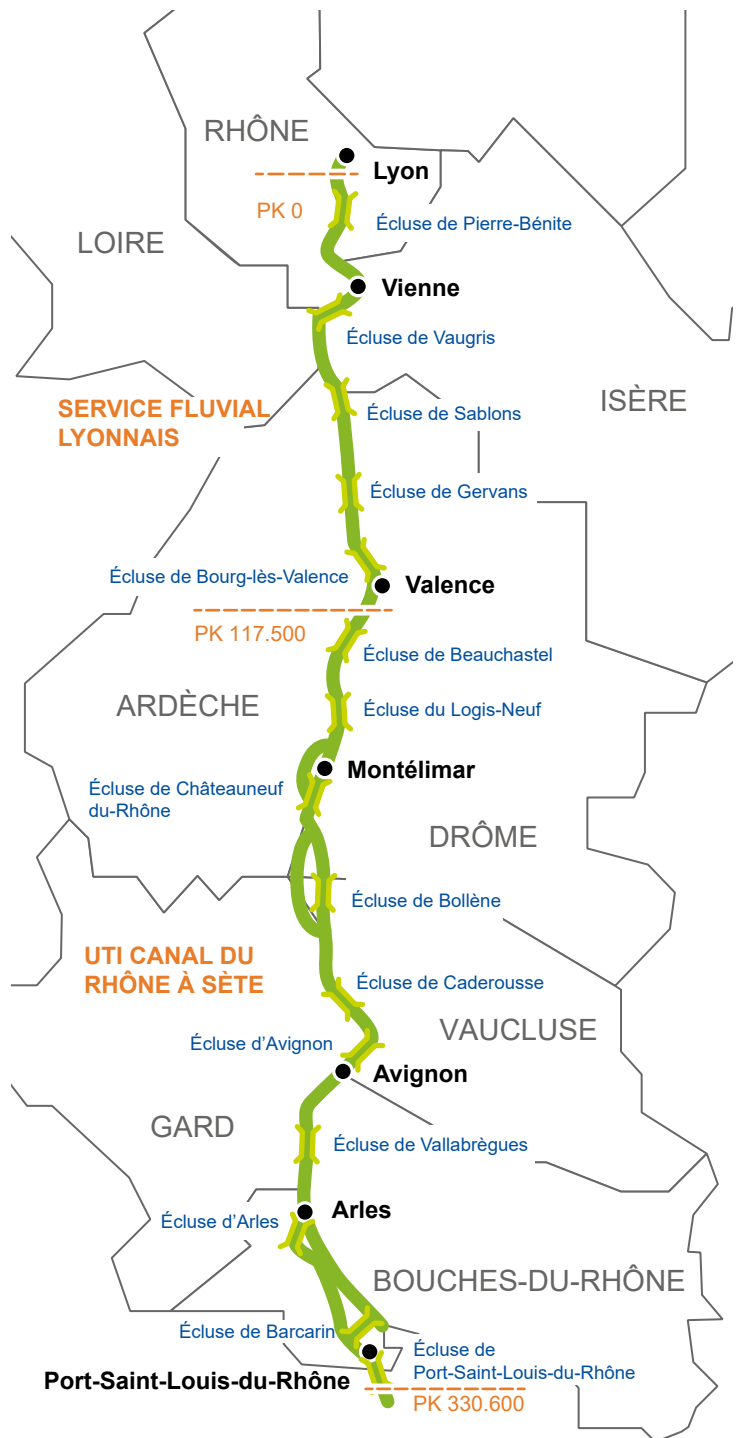 RHÔNE
Lyon
PK 0
Écluse de Pierre-Bénite
LOIRE
Vienne
Écluse de Vaugris
ISÈRE
SERVICE FLUVIAL
LYONNAIS
Écluse de Sablons
Écluse de Gervans
Écluse de Bourg-lès-Valence
Valence
PK 117.500
Écluse de Beauchastel
ARDÈCHE
Écluse du Logis-Neuf
Montélimar
Écluse de Châteauneuf
du-Rhône
DRÔME
Écluse de Bollène
UTI CANAL DU
RHÔNE À SÈTE
Écluse de Caderousse
VAUCLUSE
Écluse d'Avignon
Avignon
GARD
Écluse de Vallabrègues
Arles
Écluse d'Arles
BOUCHES-DU-RHÔNE
Écluse de Barcarin
Écluse de
Port-Saint-Louis-du-Rhône
Port-Saint-Louis-du-Rhône
PK 330.600